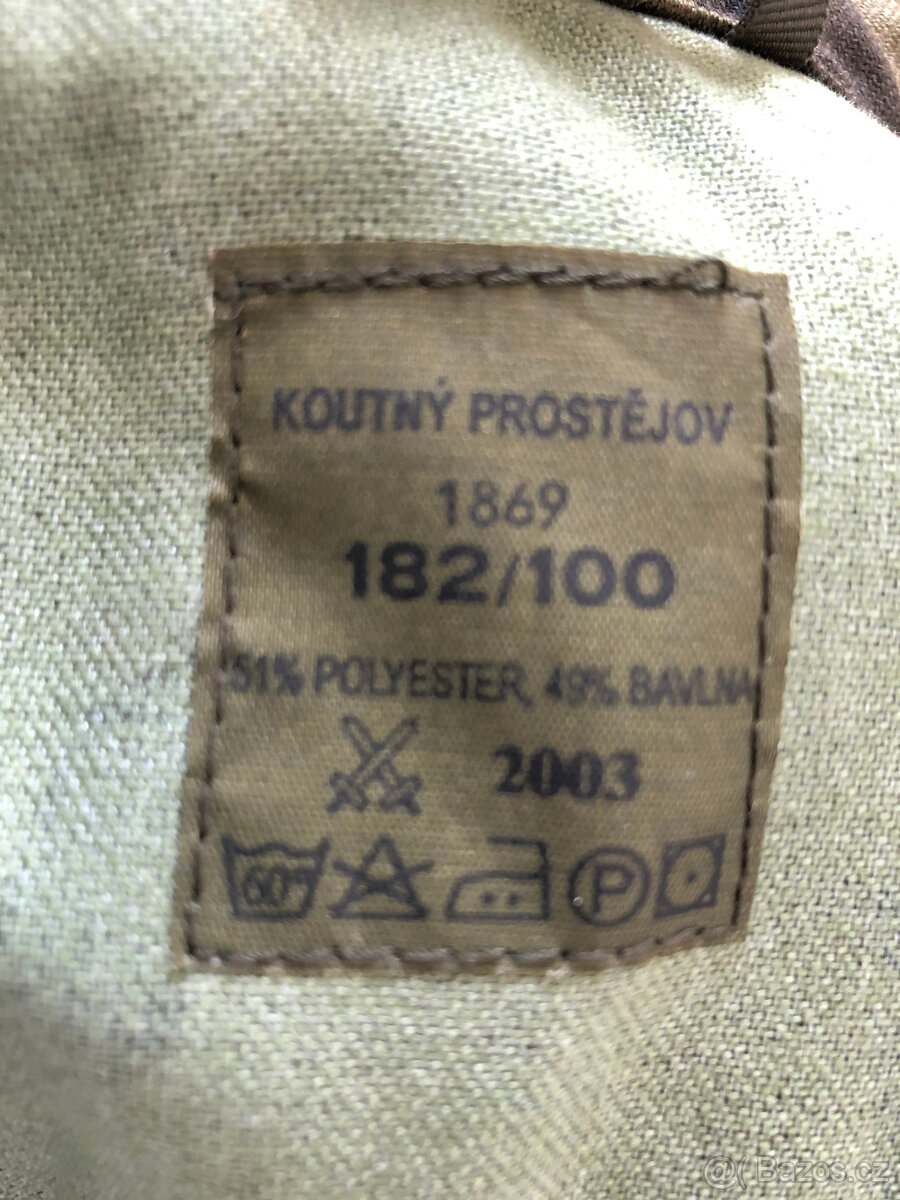 KOUTNÝ PROSTĚJOV
1869
182/100
51% POLYESTER, 49% BAVLNA
2003
60°
P
@( Bazos.cz